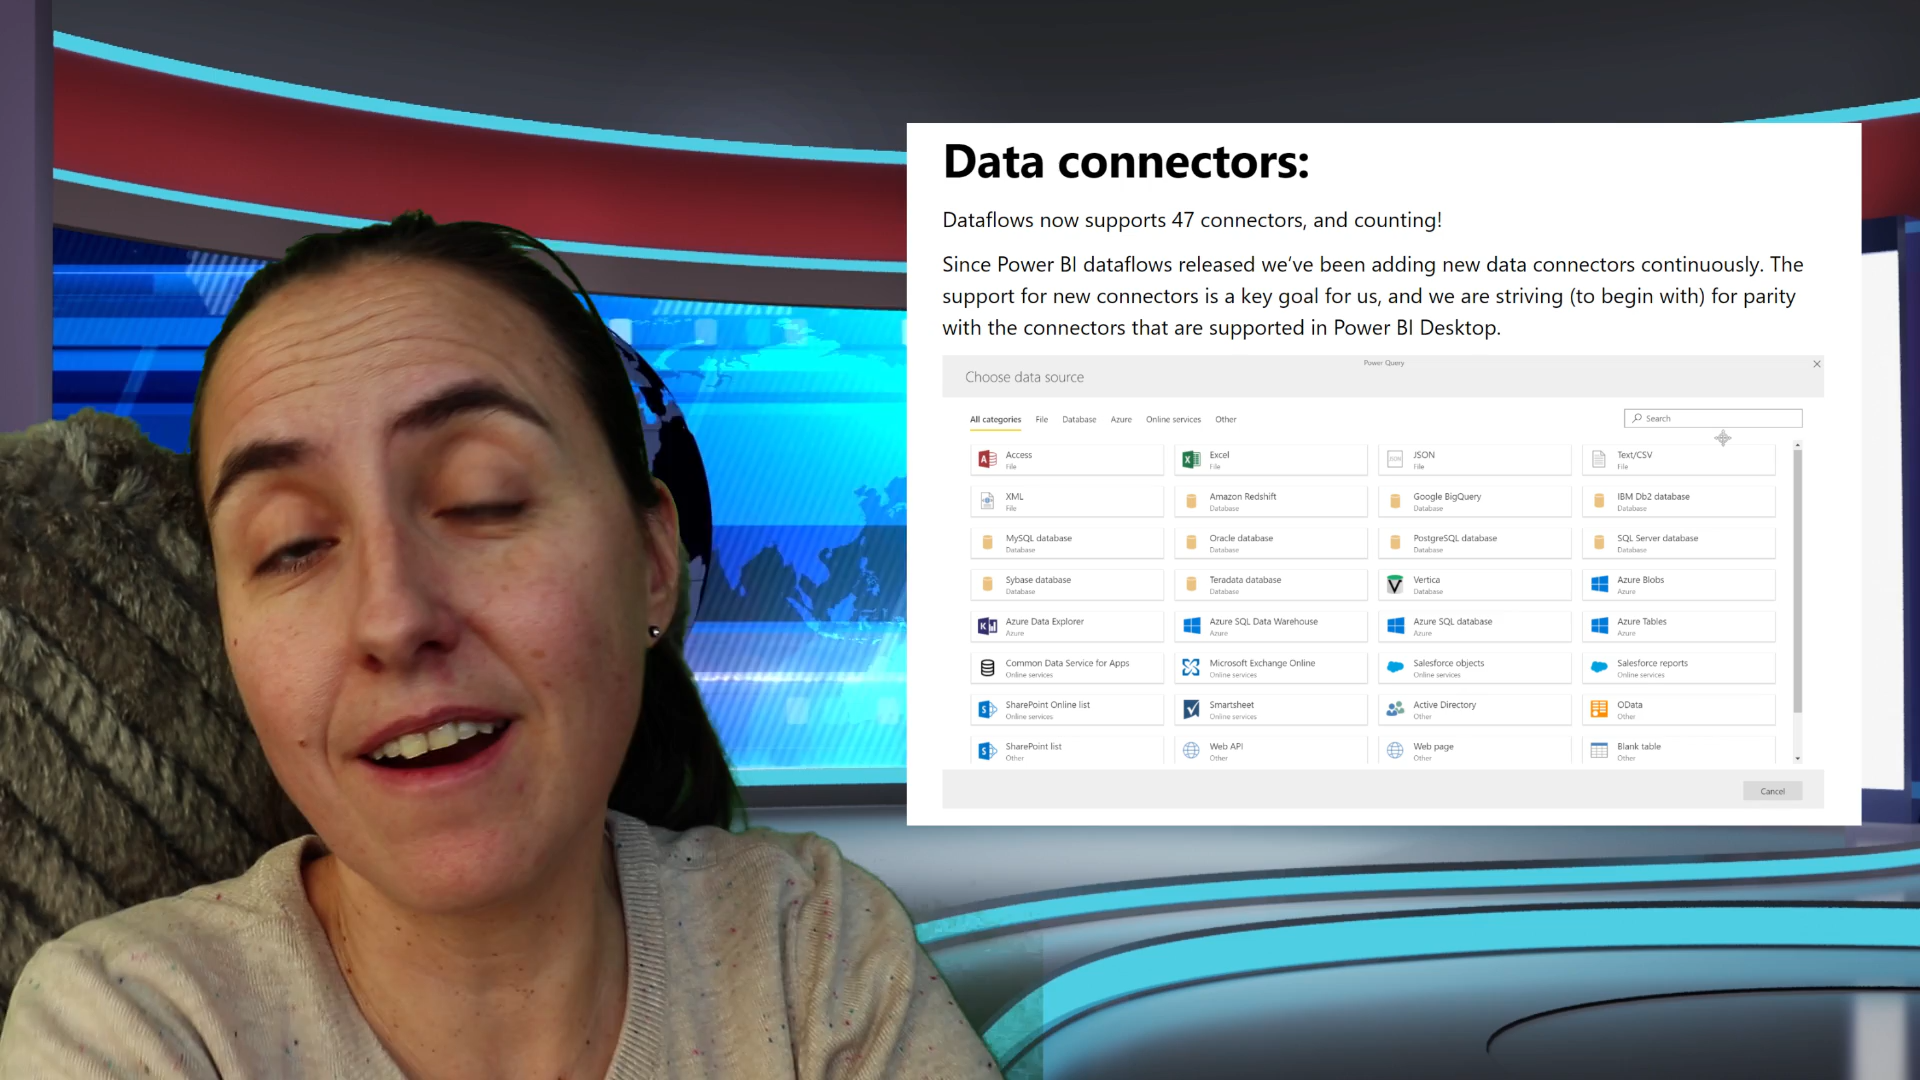 Data connectors:
Dataflows now supports 47 connectors, and counting!
Since Power BI dataflows released we've been adding new data connectors continuously. The
support for new connectors is a key goal for us, and we are striving (to begin with) for parity
with the connectors that are supported in Power BI Desktop.
Power Query
Choose data source
All categories File Database Azure Online services Other
Search
Access Excel JSON Text/CSV
File File File File
XML Amazon Redshift Google BigQuery IBM Db2 database
File Database Database Database
MySQL database Oracle database PostgreSQL database SQL Server database
Database Database Database Database
Sybase database Teradata database Vertica Azure Blobs
Database Database Database Azure
Azure Data Explorer Azure SQL Data Warehouse Azure SQL database Azure Tables
Azure Azure Azure Azure
Common Data Service for Apps Microsoft Exchange Online Salesforce objects Salesforce reports
Online services Online services Online services Online services
SharePoint Online list Smartsheet Active Directory OData
Online services Online services Other Other
SharePoint list Web API Web page Blank table
Other Other Other Other
Cancel